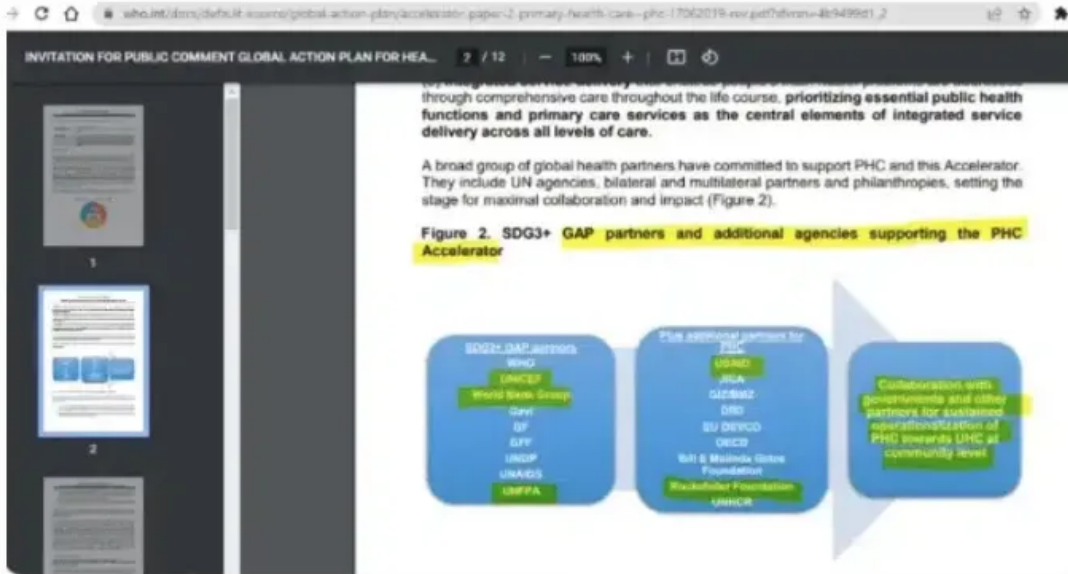 INVITATION FOR PUBLIC COMMENT GLOBAL ACTION PLAN FOR HEA...
2 / 12
100%
through comprehensive care throughout the life course, prioritizing essential public health
functions and primary care services as the central elements of integrated service
delivery across all levels of care.
A broad group of global health partners have committed to support PHC and this Accelerator.
They include UN agencies, bilateral and multilateral partners and philanthropies, setting the
stage for maximal collaboration and impact (Figure 2).
Figure 2. SDG3+ GAP partners and additional agencies supporting the PHC
Accelerator
1
2
SDG3+ GAP partners
WHO
UNICEF
World Bank Group
Gavi
GF
GFF
UNDP
UNAIDS
UNFPA
Plus additional partners for
PHC
USAID
JICA
GIZ/BMZ
EU DEVCO
OECD
Bill & Melinda Gates
Foundation
Rockefeller Foundation
UNHCR
Collaboration with
governments and other
partners for sustained
operationalization of
PHC towards UHC at
community level